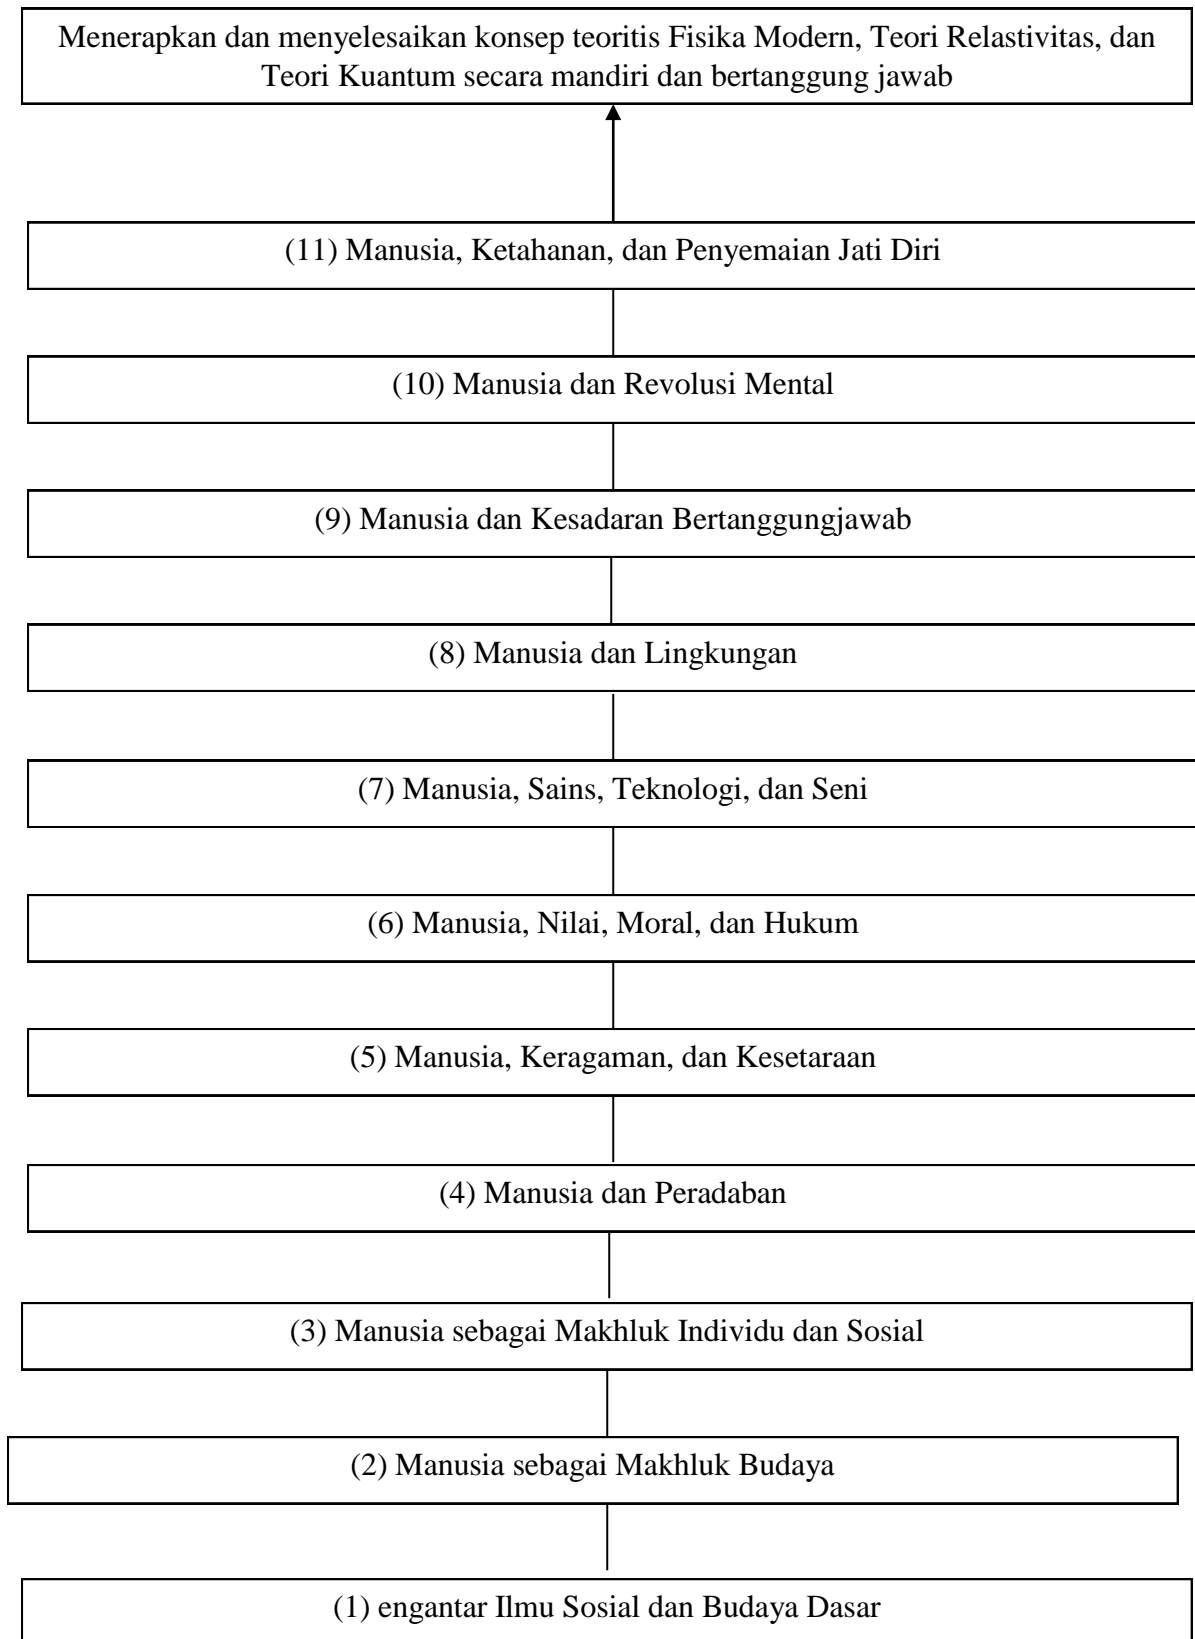 Menerapkan dan menyelesaikan konsep teoritis Fisika Modern, Teori Relastivitas, dan
Teori Kuantum secara mandiri dan bertanggung jawab
(11) Manusia, Ketahanan, dan Penyemaian Jati Diri
(10) Manusia dan Revolusi Mental
(9) Manusia dan Kesadaran Bertanggungjawab
(8) Manusia dan Lingkungan
(7) Manusia, Sains, Teknologi, dan Seni
(6) Manusia, Nilai, Moral, dan Hukum
(5) Manusia, Keragaman, dan Kesetaraan
(4) Manusia dan Peradaban
(3) Manusia sebagai Makhluk Individu dan Sosial
(2) Manusia sebagai Makhluk Budaya
(1) engantar Ilmu Sosial dan Budaya Dasar